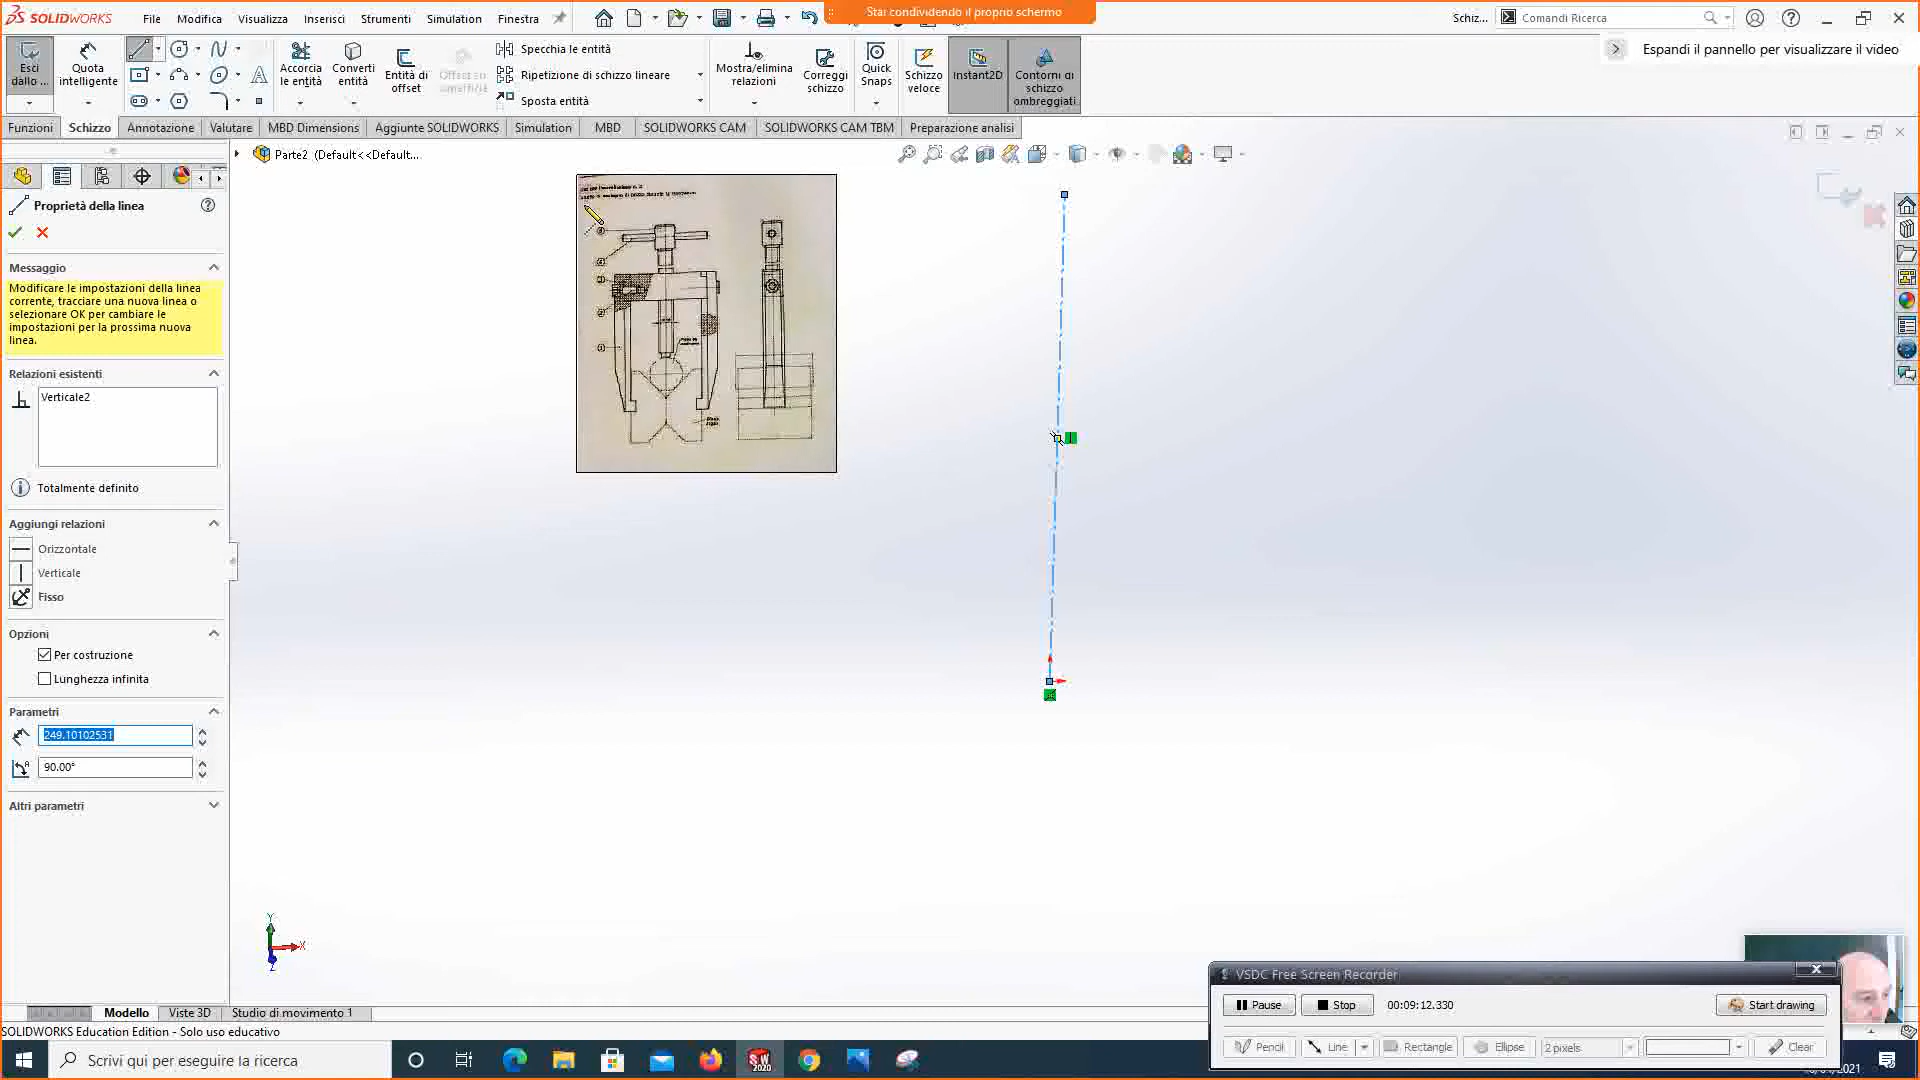 Stai condividendo il proprio schermo
SOLIDWORKS
File
Modifica
Visualizza
Inserisci
Strumenti
Simulation
Finestra
Schiz...
Comandi Ricerca
Espandi il pannello per visualizzare il video
Esci dallo ...
Quota intelligente
Accorcia le entità
Converti entità
Entità di offset
Offset su superficie
Specchia le entità
Ripetizione di schizzo lineare
Sposta entità
Mostra/elimina relazioni
Correggi schizzo
Quick Snaps
Schizzo veloce
Instant2D
Contorni di schizzo ombreggiati
Funzioni
Schizzo
Annotazione
Valutare
MBD Dimensions
Aggiunte SOLIDWORKS
Simulation
MBD
SOLIDWORKS CAM
SOLIDWORKS CAM TBM
Preparazione analisi
Parte2 (Default<<Default...
Proprietà della linea
Messaggio
Modificare le impostazioni della linea
corrente, tracciare una nuova linea o
selezionare OK per cambiare le
impostazioni per la prossima nuova
linea.
Relazioni esistenti
Verticale2
Totalmente definito
Aggiungi relazioni
Orizzontale
Verticale
Fisso
Opzioni
Per costruzione
Lunghezza infinita
Parametri
249.10102531
90.00°
Altri parametri
Y
X
Z
Modello
Viste 3D
Studio di movimento 1
SOLIDWORKS Education Edition - Solo uso educativo
VSDC Free Screen Recorder
Pause
Stop
00:09:12.330
Start drawing
Pencil
Line
Rectangle
Ellipse
2 pixels
Clear
Scrivi qui per eseguire la ricerca
SW
2020